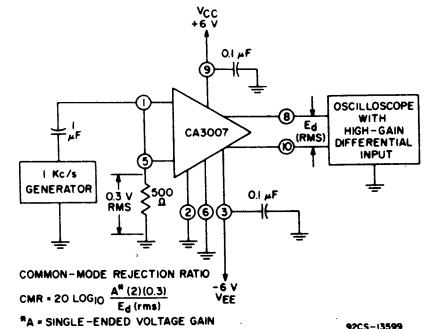 VCC
+6 V
0.1 µF
9
1
1
µF
CA3007
8
Ed
(RMS)
10
OSCILLOSCOPE
WITH
HIGH-GAIN
DIFFERENTIAL
INPUT
5
1 Kc/s
GENERATOR
0.3 V
RMS
500
Ω
2
6
3
0.1 µF
-6 V
VEE
COMMON-MODE REJECTION RATIO
CMR = 20 LOG10 A*(2)(0.3)
Ed (rms)
*A = SINGLE-ENDED VOLTAGE GAIN
92CS-13599